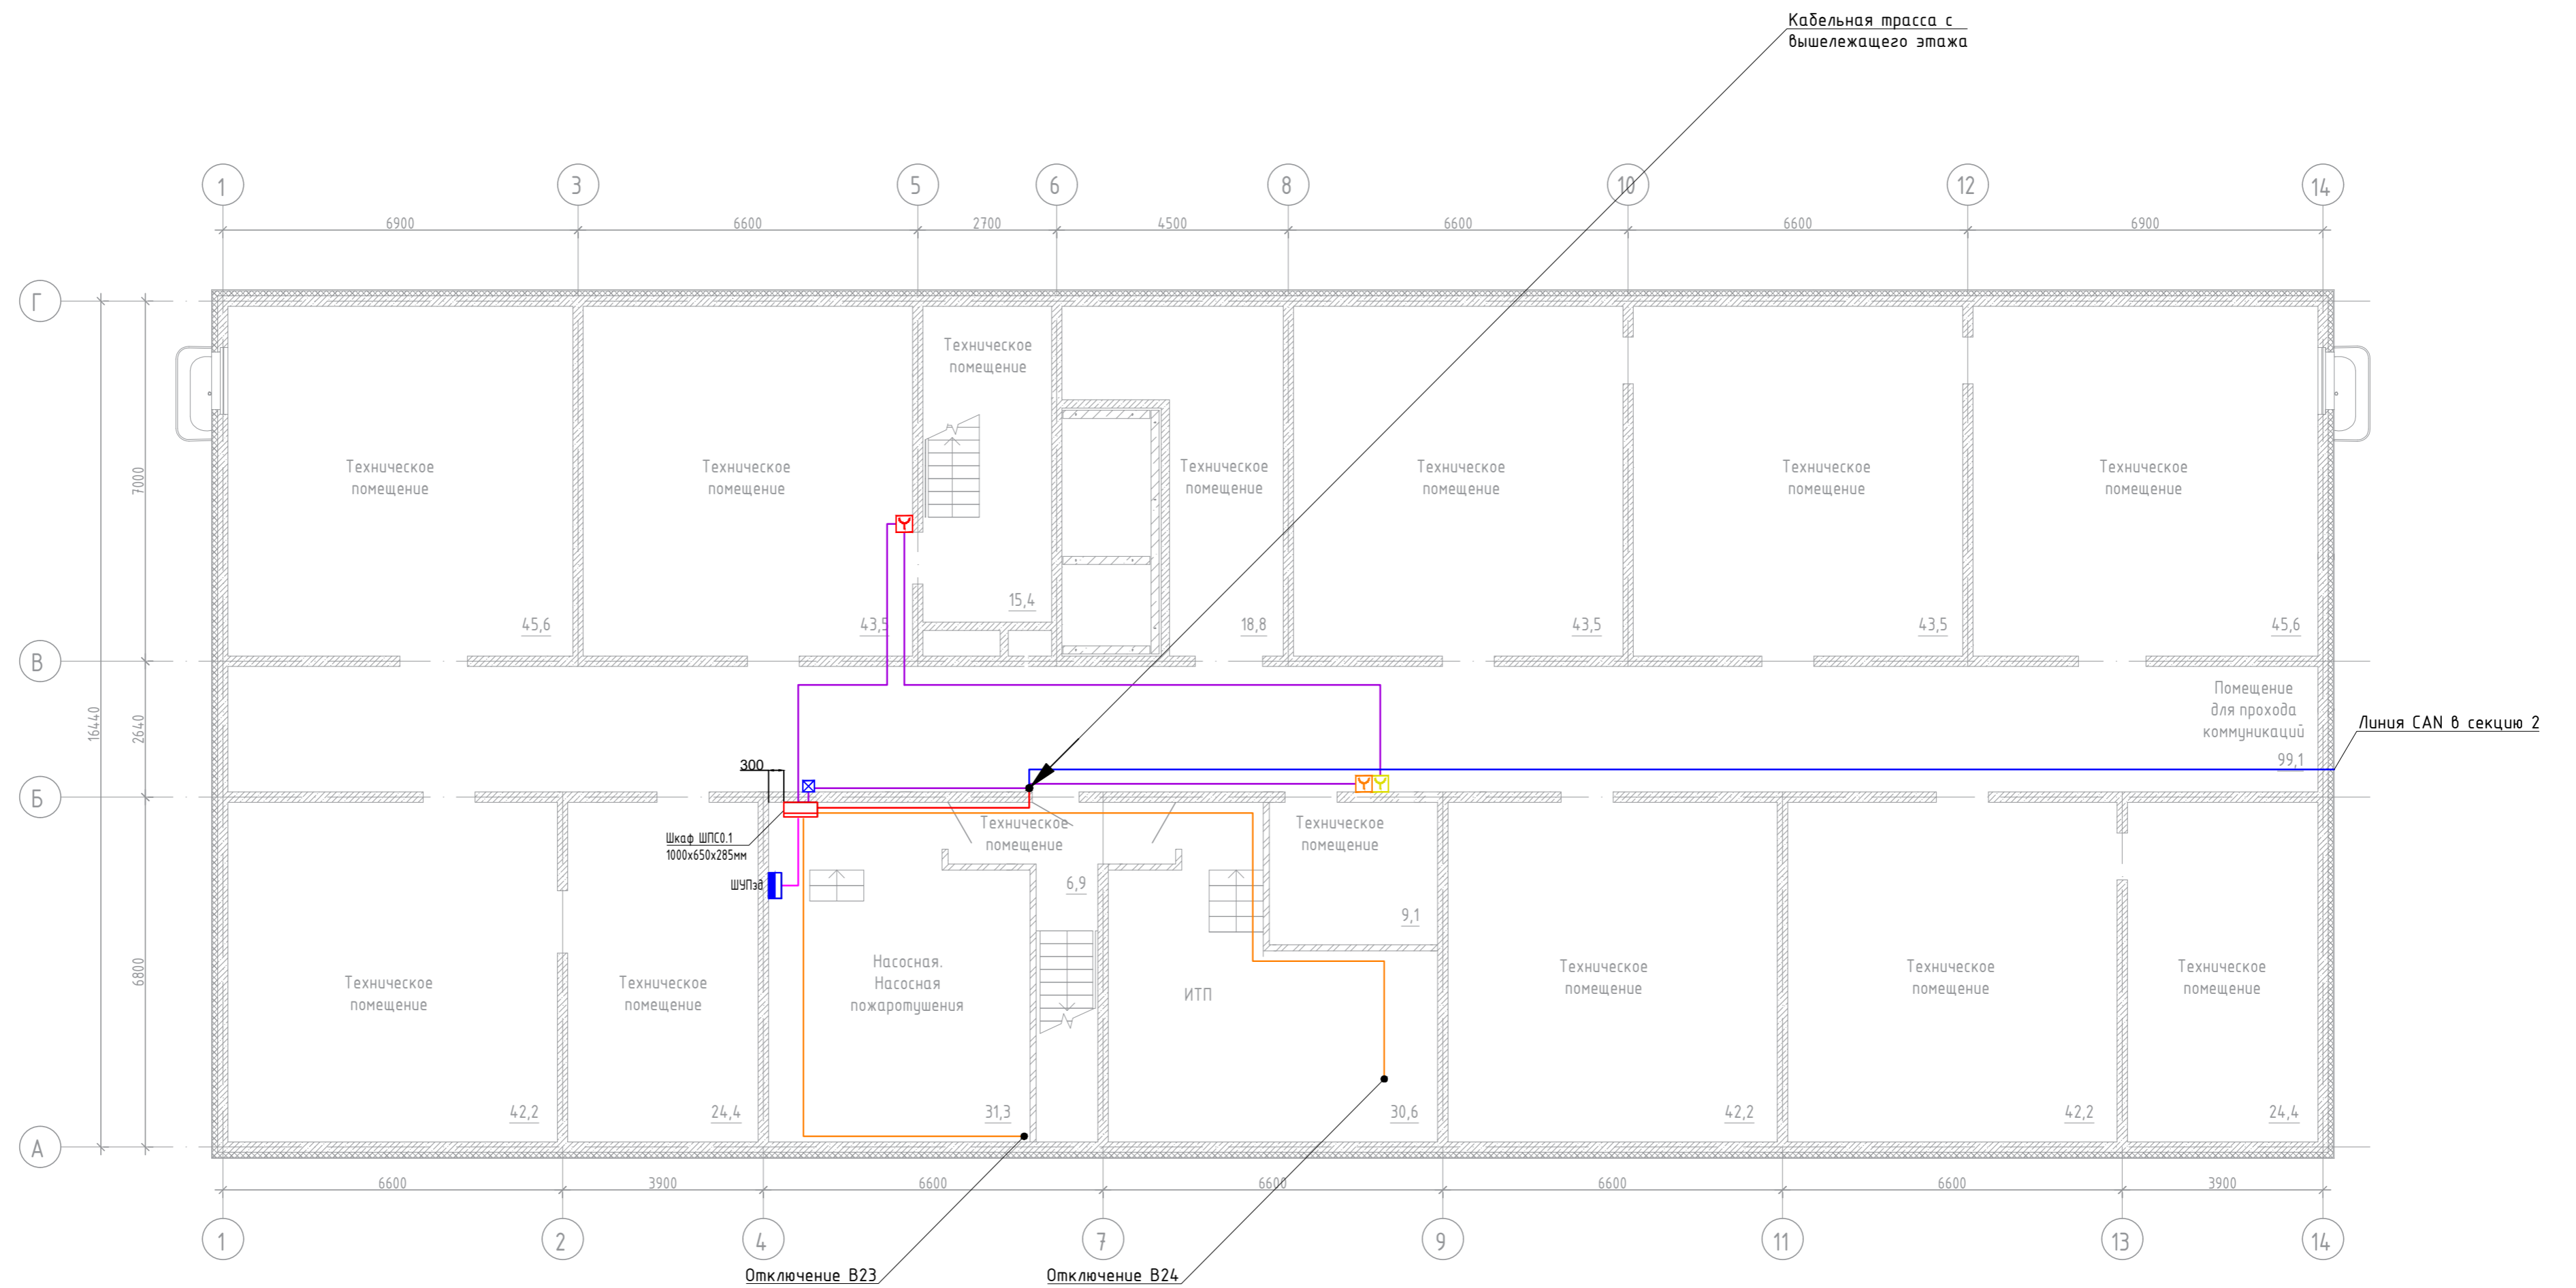 Кабельная трасса с
вышележащего этажа
1
3
5
6
8
10
12
14
6900
6600
2700
4500
6600
6600
6900
Г
В
Б
А
7000
16440
2640
6800
Техническое
помещение
Техническое
помещение
Техническое
помещение
Техническое
помещение
Техническое
помещение
Техническое
помещение
Техническое
помещение
45,6
43,5
15,4
18,8
43,5
43,5
45,6
Помещение
для прохода
коммуникаций
99,1
Линия CAN в секцию 2
300
Шкаф ШПС0.1
1000х650х285мм
ШУПзд
Техническое
помещение
6,9
Техническое
помещение
9,1
Техническое
помещение
Техническое
помещение
Насосная.
Насосная
пожаротушения
ИТП
Техническое
помещение
Техническое
помещение
Техническое
помещение
42,2
24,4
31,3
30,6
42,2
42,2
24,4
6600
3900
6600
6600
6600
6600
3900
1
2
4
7
9
11
13
14
Отключение В23
Отключение В24